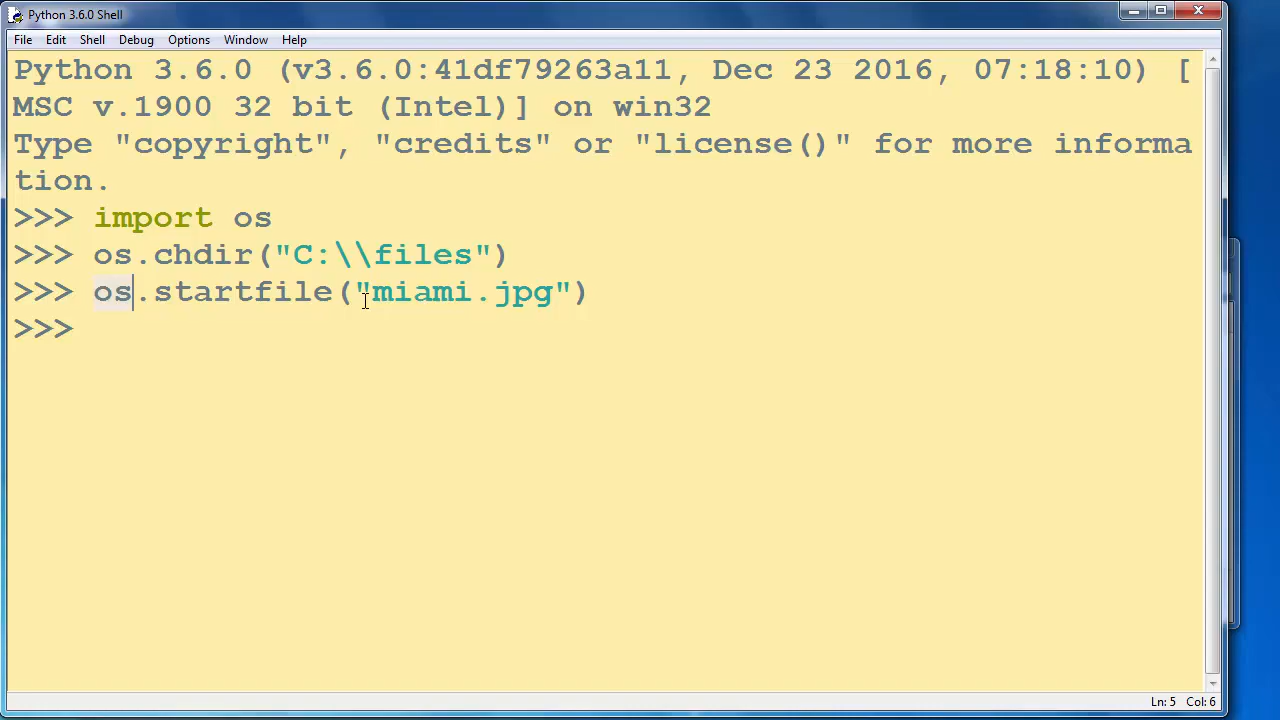 Python 3.6.0 Shell
File Edit Shell Debug Options Window Help
Python 3.6.0 (v3.6.0:41df79263a11, Dec 23 2016, 07:18:10) [
MSC v.1900 32 bit (Intel)] on win32
Type "copyright", "credits" or "license()" for more informa
tion.
>>> import os
>>> os.chdir("C:\\files")
>>> os.startfile("miami.jpg")
>>>
Ln: 5 Col: 6